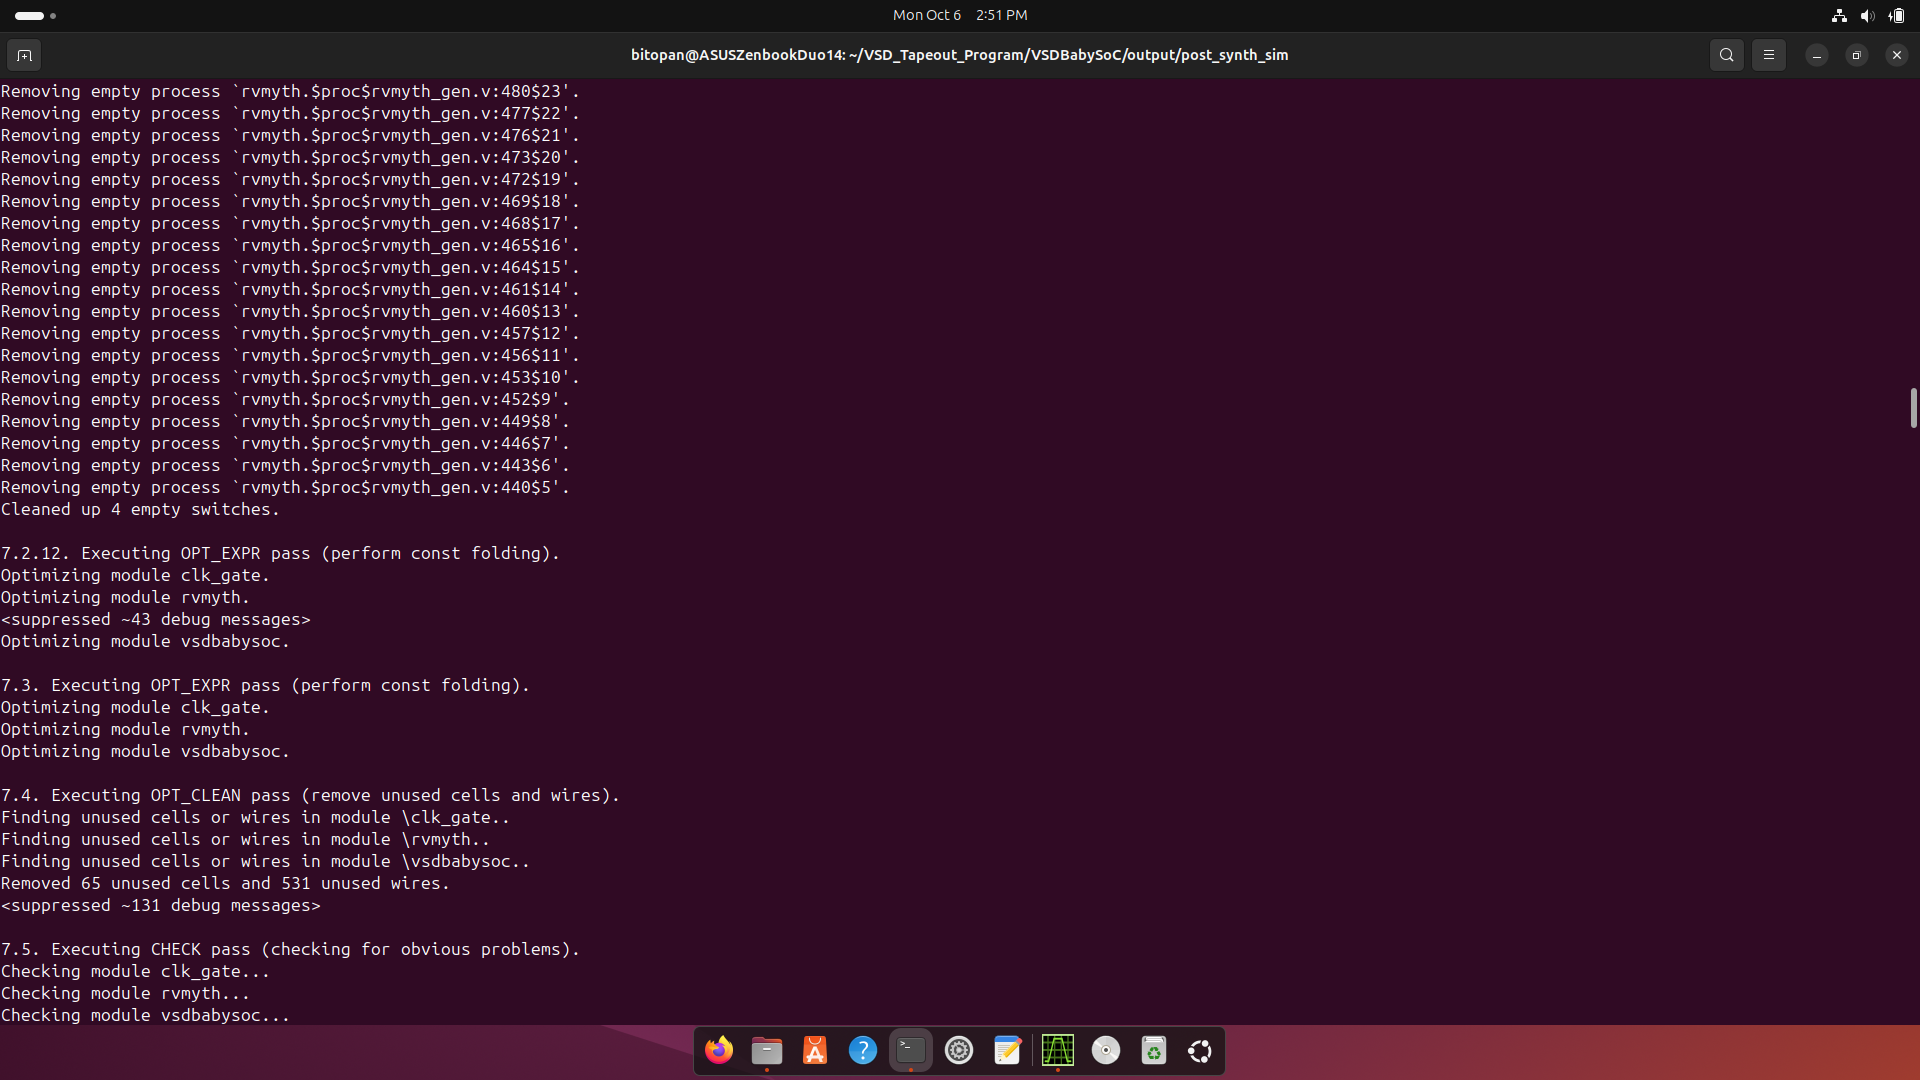 Mon Oct 6 2:51 PM
bitopan@ASUSZenbookDuo14: ~/VSD_Tapeout_Program/VSDBabySoC/output/post_synth_sim
Removing empty process `rvmyth.$proc$rvmyth_gen.v:480$23'.
Removing empty process `rvmyth.$proc$rvmyth_gen.v:477$22'.
Removing empty process `rvmyth.$proc$rvmyth_gen.v:476$21'.
Removing empty process `rvmyth.$proc$rvmyth_gen.v:473$20'.
Removing empty process `rvmyth.$proc$rvmyth_gen.v:472$19'.
Removing empty process `rvmyth.$proc$rvmyth_gen.v:469$18'.
Removing empty process `rvmyth.$proc$rvmyth_gen.v:468$17'.
Removing empty process `rvmyth.$proc$rvmyth_gen.v:465$16'.
Removing empty process `rvmyth.$proc$rvmyth_gen.v:464$15'.
Removing empty process `rvmyth.$proc$rvmyth_gen.v:461$14'.
Removing empty process `rvmyth.$proc$rvmyth_gen.v:460$13'.
Removing empty process `rvmyth.$proc$rvmyth_gen.v:457$12'.
Removing empty process `rvmyth.$proc$rvmyth_gen.v:456$11'.
Removing empty process `rvmyth.$proc$rvmyth_gen.v:453$10'.
Removing empty process `rvmyth.$proc$rvmyth_gen.v:452$9'.
Removing empty process `rvmyth.$proc$rvmyth_gen.v:449$8'.
Removing empty process `rvmyth.$proc$rvmyth_gen.v:446$7'.
Removing empty process `rvmyth.$proc$rvmyth_gen.v:443$6'.
Removing empty process `rvmyth.$proc$rvmyth_gen.v:440$5'.
Cleaned up 4 empty switches.
7.2.12. Executing OPT_EXPR pass (perform const folding).
Optimizing module clk_gate.
Optimizing module rvmyth.
<suppressed ~43 debug messages>
Optimizing module vsdbabysoc.
7.3. Executing OPT_EXPR pass (perform const folding).
Optimizing module clk_gate.
Optimizing module rvmyth.
Optimizing module vsdbabysoc.
7.4. Executing OPT_CLEAN pass (remove unused cells and wires).
Finding unused cells or wires in module \clk_gate..
Finding unused cells or wires in module \rvmyth..
Finding unused cells or wires in module \vsdbabysoc..
Removed 65 unused cells and 531 unused wires.
<suppressed ~131 debug messages>
7.5. Executing CHECK pass (checking for obvious problems).
Checking module clk_gate...
Checking module rvmyth...
Checking module vsdbabysoc...